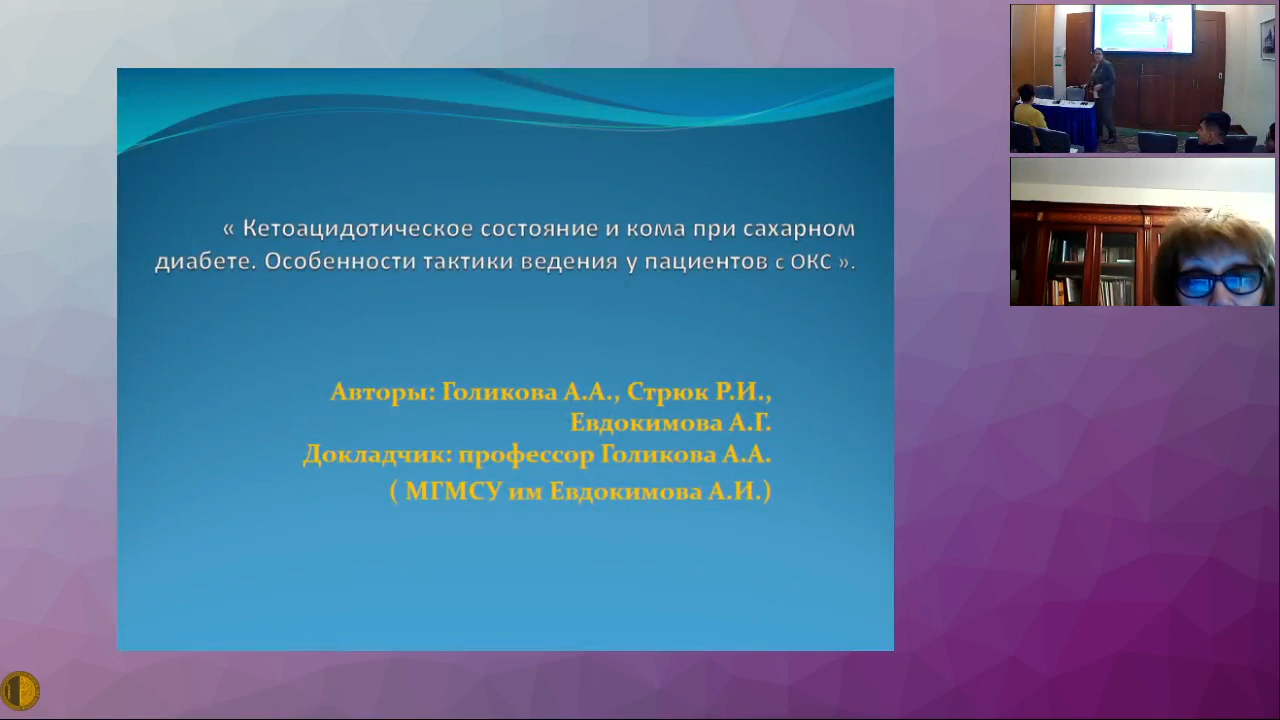 « Кетоацидотическое состояние и кома при сахарном
диабете. Особенности тактики ведения у пациентов с ОКС ».
Авторы: Голикова А.А., Стрюк Р.И.,
Евдокимова А.Г.
Докладчик: профессор Голикова А.А.
( МГМСУ им Евдокимова А.И.)